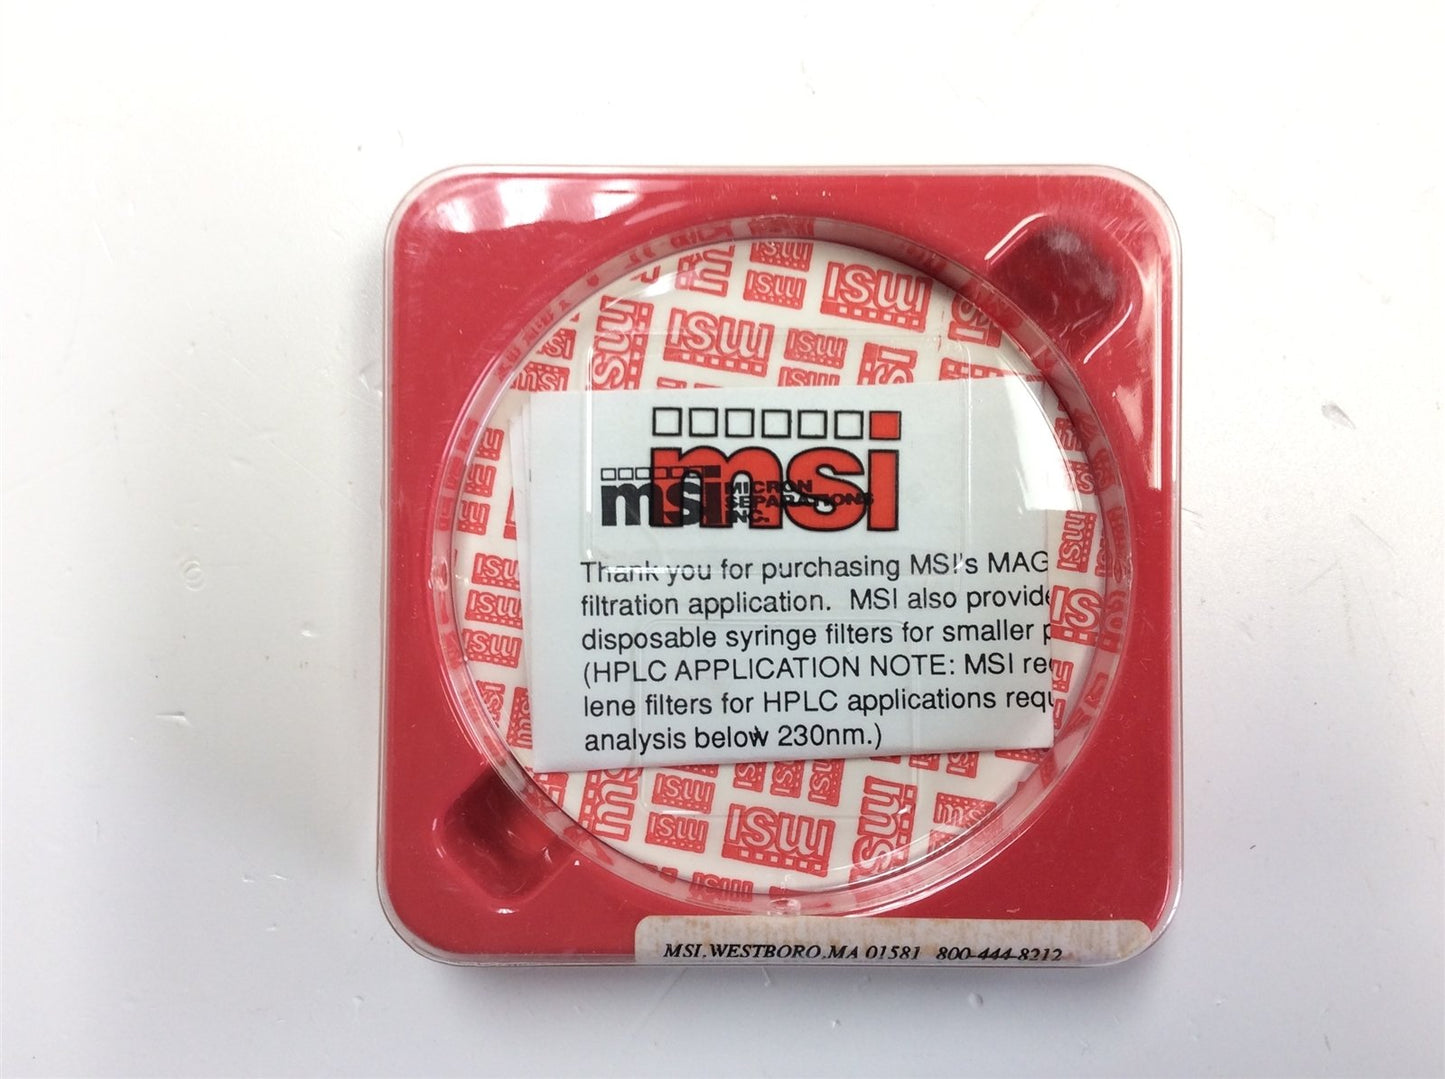 msi
msi MICRON
SEPARATIONS
INC.
Thank you for purchasing MSI's MAG
filtration application. MSI also provide
disposable syringe filters for smaller p
(HPLC APPLICATION NOTE: MSI re
lene filters for HPLC applications requ
analysis below 230nm.)
MSI, WESTBORO, MA 01581 800-444-8212